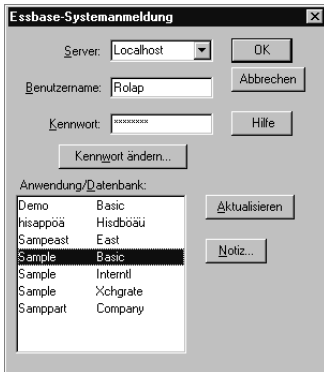 Essbase-Systemanmeldung
Server: Localhost OK
Benutzername: Rolap Abbrechen
Kennwort: ******** Hilfe
Kennwort ändern...
Anwendung/Datenbank:
Demo Basic Aktualisieren
hisappöä Hisdböäü
Sampeast East
Sample Basic Notiz...
Sample Interntl
Sample Xchgrate
Samppart Company